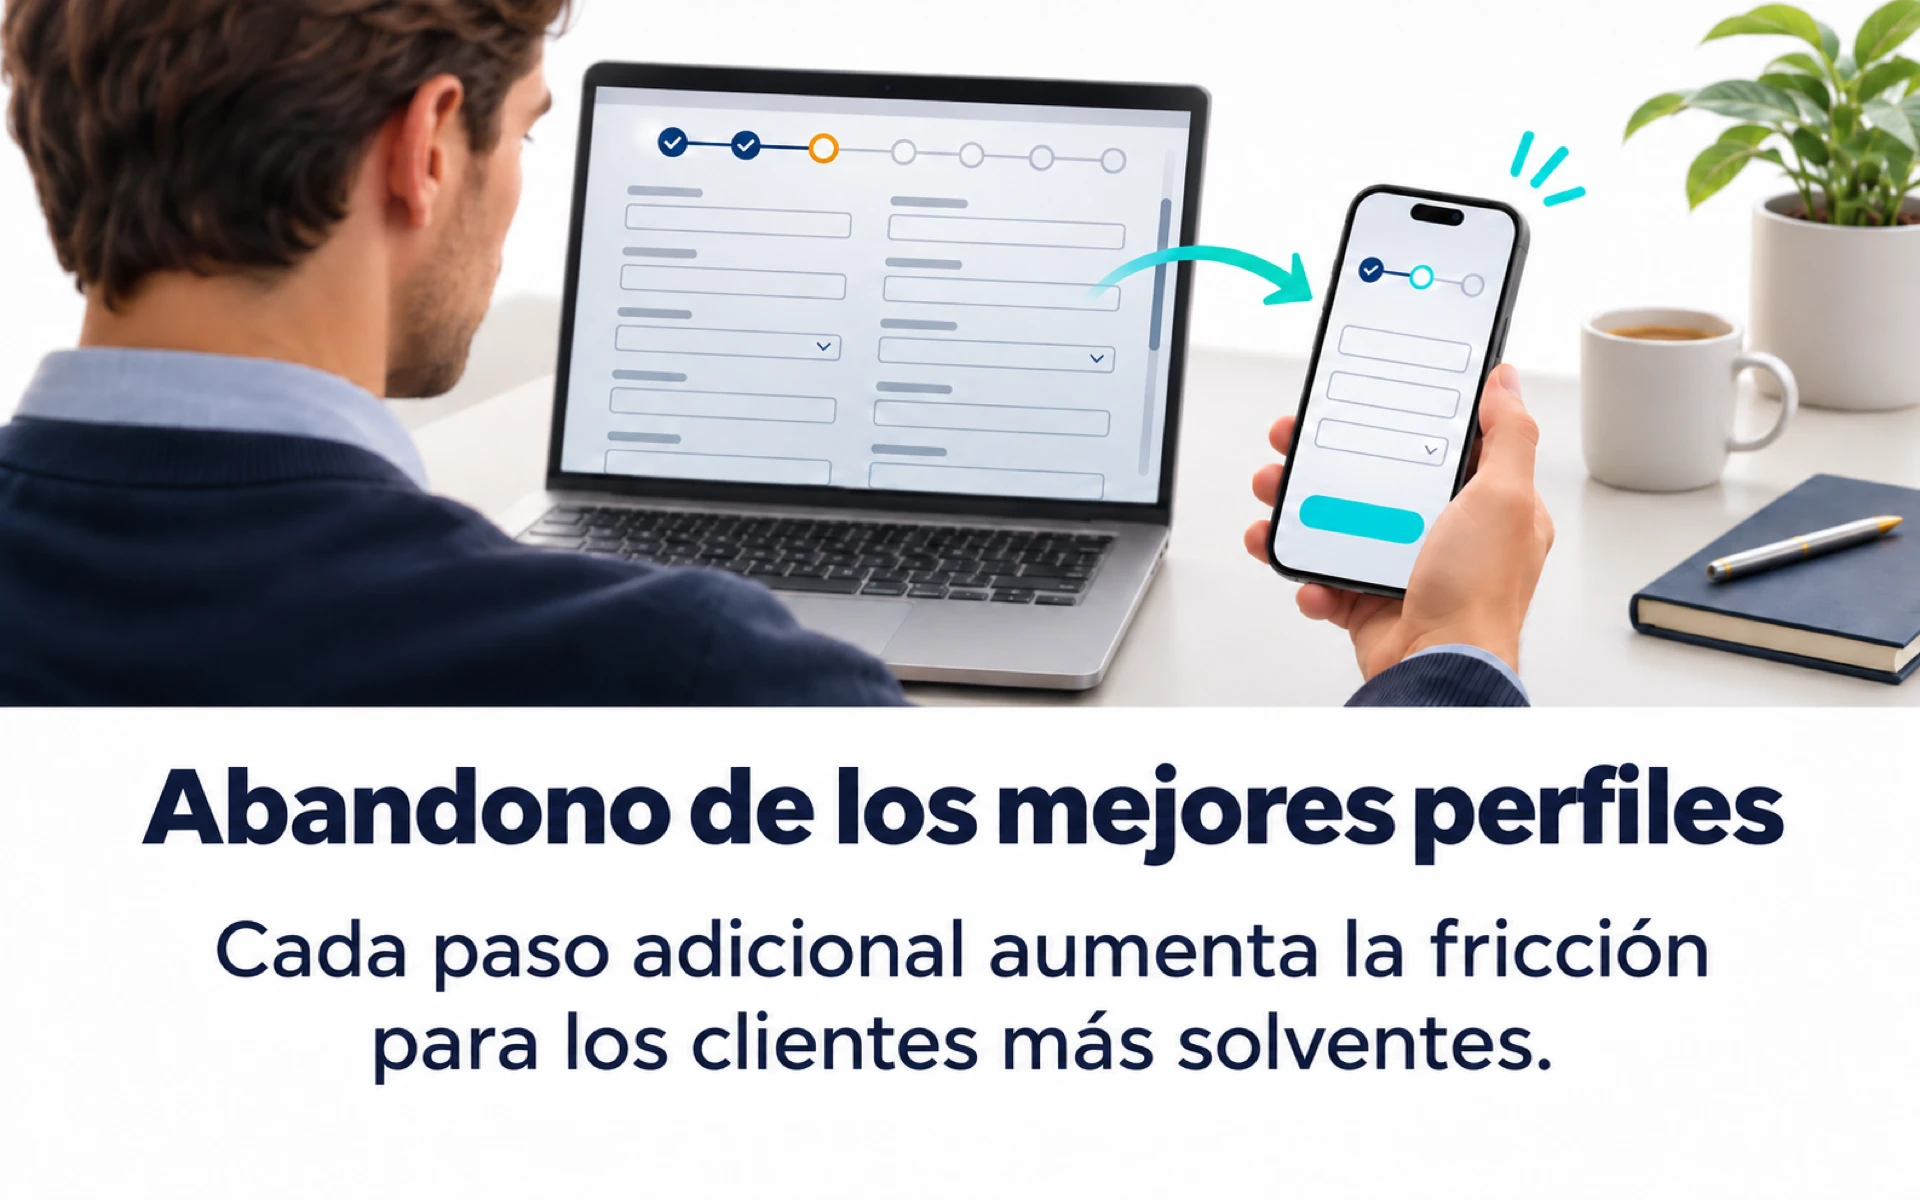 Abandono de los mejores perfiles
Cada paso adicional aumenta la fricción
para los clientes más solventes.